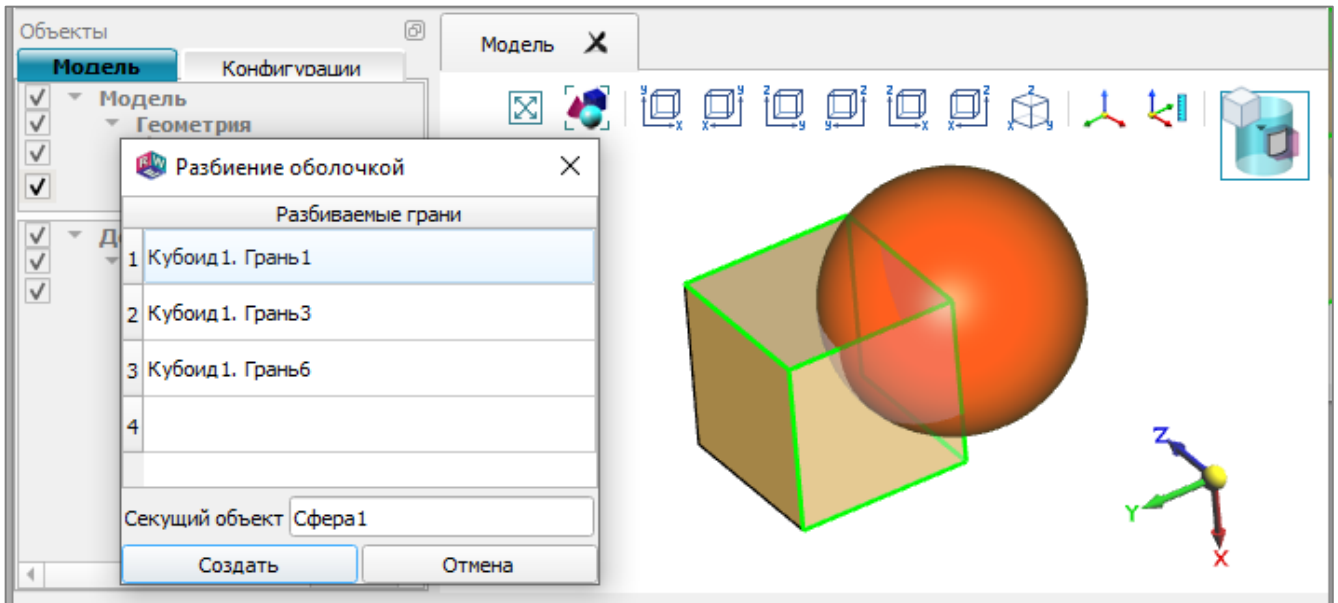 Объекты
Модель
Конфигурации
Модель
Геометрия
Модель
Разбиение оболочкой
Разбиваемые грани
1 Кубоид1. Грань1
2 Кубоид1. Грань3
3 Кубоид1. Грань6
4
Секущий объект Сфера1
Создать Отмена
y x
y x
z y
z y
z x
z x
z x y
Z
Y
X